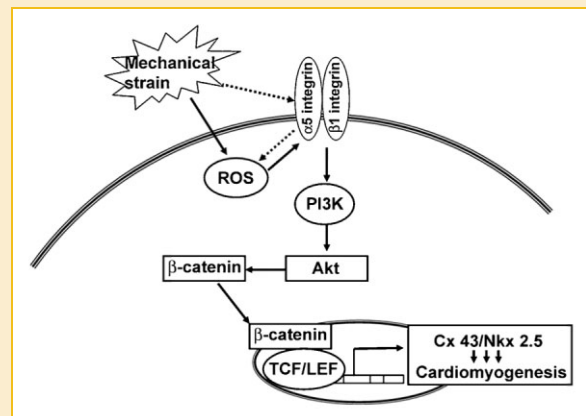 Mechanical
strain
α5 integrin
β1 integrin
ROS
PI3K
β-catenin
Akt
β-catenin
TCF/LEF
Cx 43/Nkx 2.5
Cardiomyogenesis